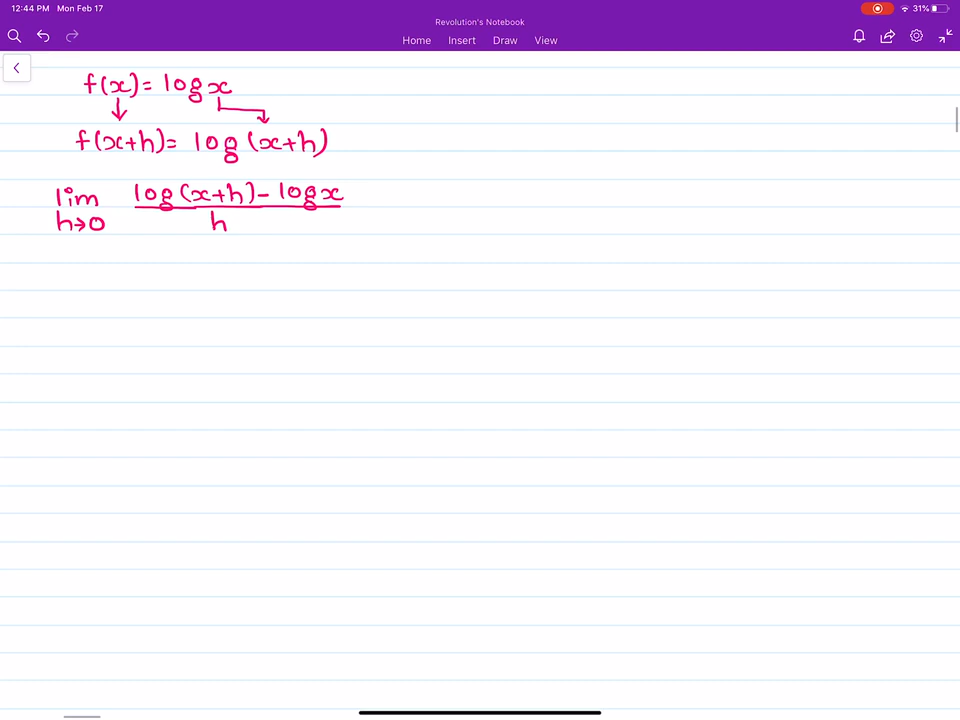 12:44 PM Mon Feb 17
31%
Revolution's Notebook
Home Insert Draw View
f(x) = log x
f(x+h) = log (x+h)
lim log (x+h) - log x
h→0 h